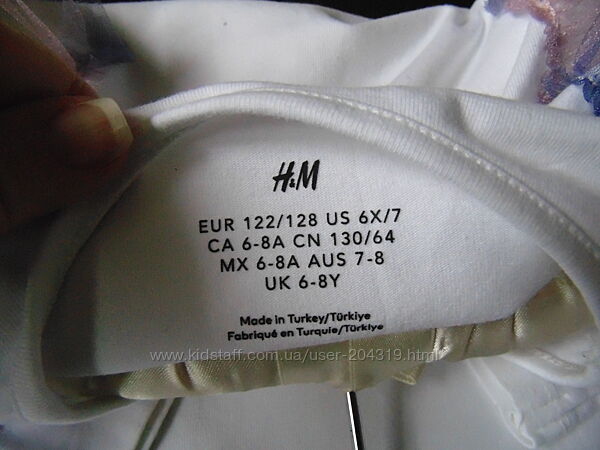 H&M
EUR 122/128 US 6X/7
CA 6-8A CN 130/64
MX 6-8A AUS 7-8
UK 6-8Y
Made in Turkey/Türkiye
Fabriqué en Turquie/Türkiye
www.kidstaff.com.ua/user-204319.html